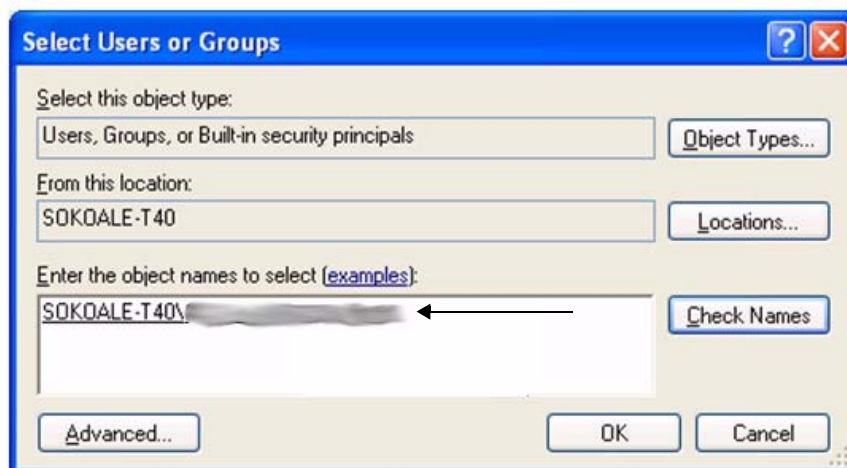 Select Users or Groups
Select this object type:
Users, Groups, or Built-in security principals
Object Types...
From this location:
SOKOALE-T40
Locations...
Enter the object names to select (examples):
SOKOALE-T40\
Check Names
Advanced...
OK
Cancel